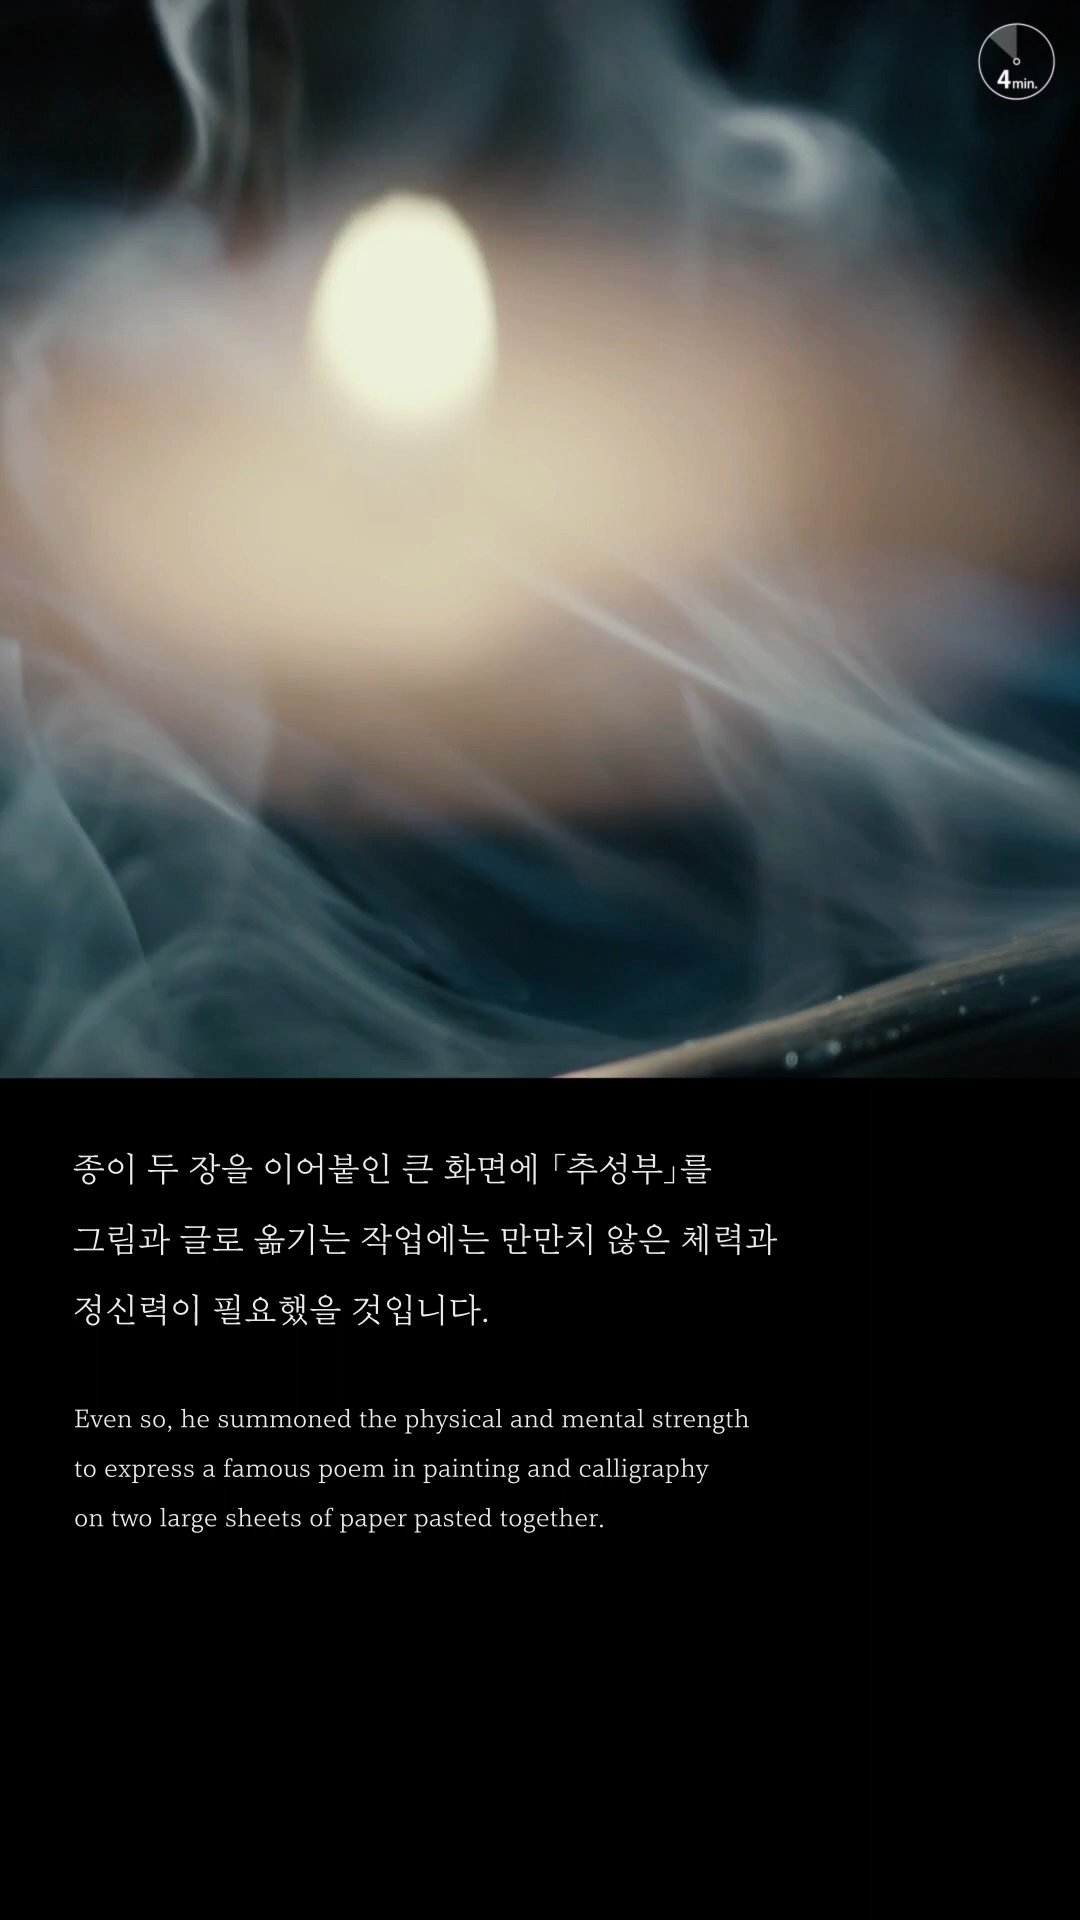 4min.
종이 두 장을 이어붙인 큰 화면에 「추성부」를
그림과 글로 옮기는 작업에는 만만치 않은 체력과
정신력이 필요했을 것입니다.
Even so, he summoned the physical and mental strength
to express a famous poem in painting and calligraphy
on two large sheets of paper pasted together.